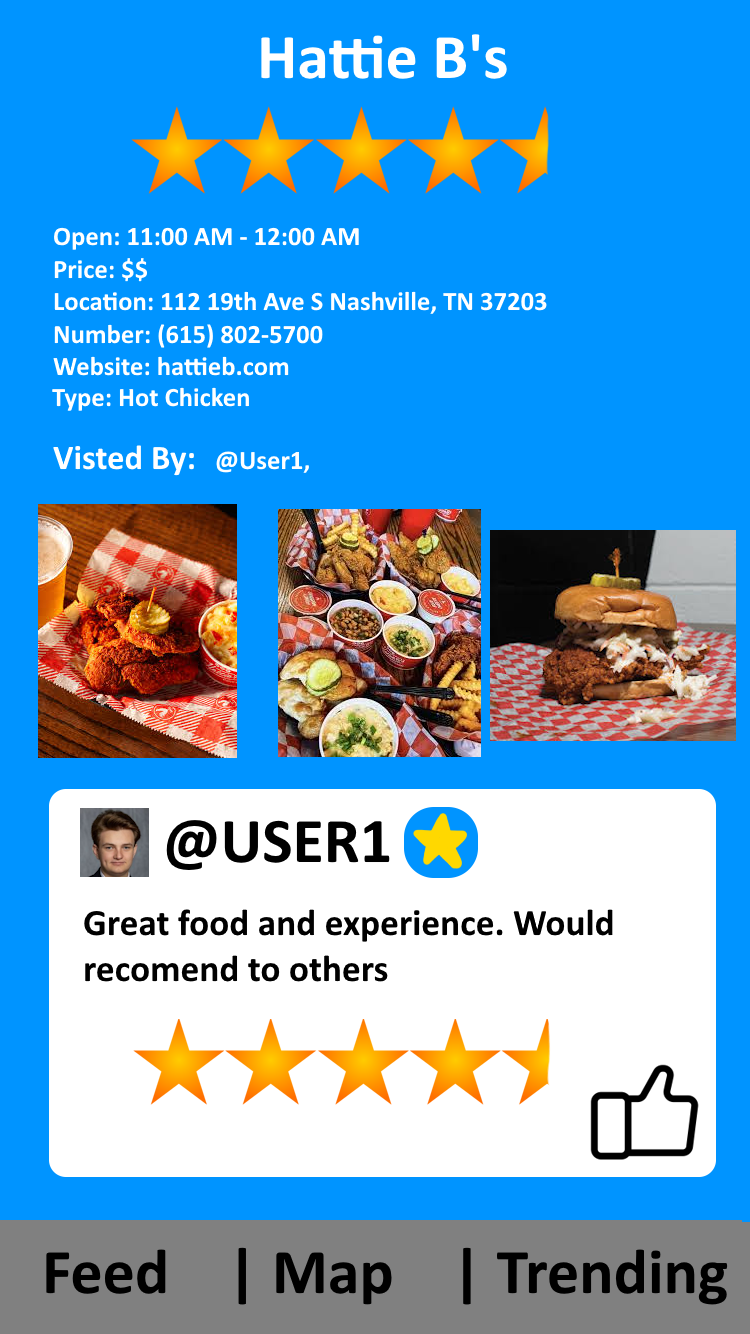 Hattie B's
Open: 11:00 AM - 12:00 AM
Price: $$
Location: 112 19th Ave S Nashville, TN 37203
Number: (615) 802-5700
Website: hattieb.com
Type: Hot Chicken
Visted By: @User1,
@USER1
Great food and experience. Would
recomend to others
Feed | Map | Trending